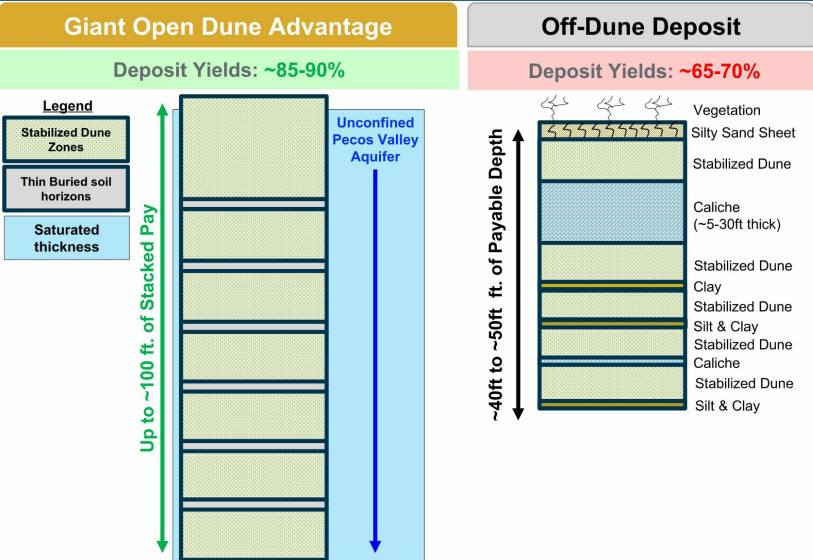 Giant Open Dune Advantage
Deposit Yields: ~85-90%
Legend
Stabilized Dune
Zones
Thin Buried soil
horizons
Saturated
thickness
Up to ~100 ft. of Stacked Pay
Unconfined
Pecos Valley
Aquifer
Off-Dune Deposit
Deposit Yields: ~65-70%
~40ft to ~50ft  ft. of Payable Depth
Vegetation
Silty Sand Sheet
Stabilized Dune
Caliche
(~5-30ft thick)
Stabilized Dune
Clay
Stabilized Dune
Silt & Clay
Stabilized Dune
Caliche
Stabilized Dune
Silt & Clay